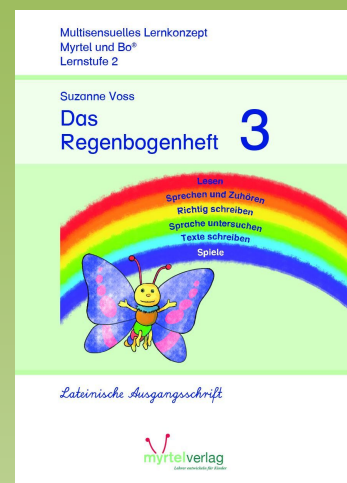 Multisensuelles Lernkonzept
Myrtel und Bo®
Lernstufe 2
Suzanne Voss
Das
Regenbogenheft 3
Lesen
Sprechen und Zuhören
Richtig schreiben
Sprache untersuchen
Texte schreiben
Spiele
Lateinische Ausgangsschrift
myrtelverlag